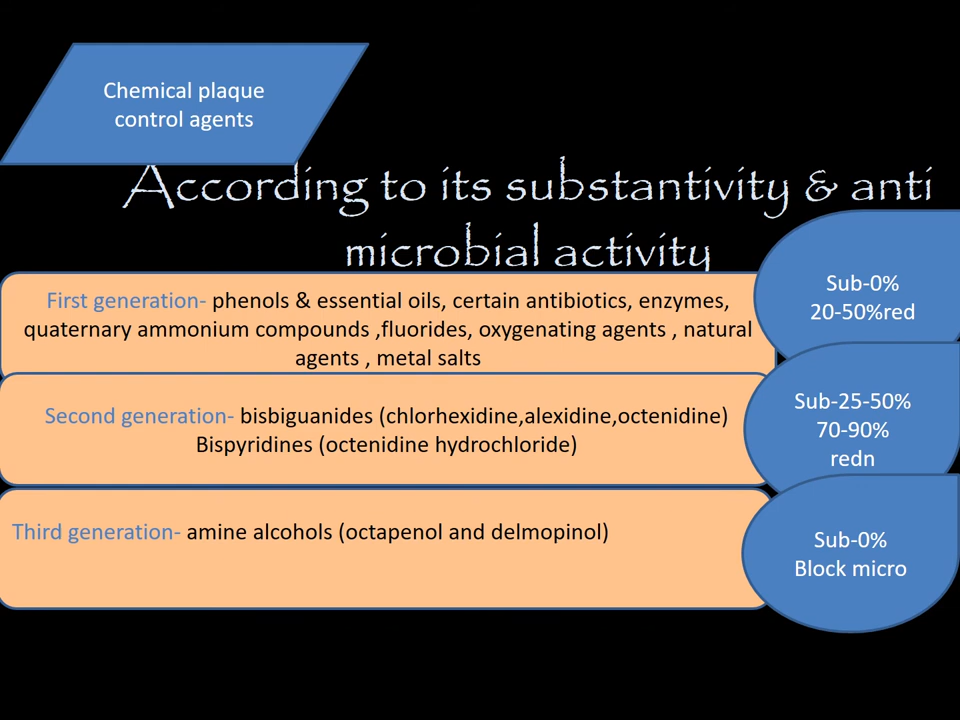 Chemical plaque
control agents
According to its substantivity & anti
microbial activity
First generation- phenols & essential oils, certain antibiotics, enzymes,
quaternary ammonium compounds ,fluorides, oxygenating agents , natural
agents , metal salts
Sub-0%
20-50%red
Second generation- bisbiguanides (chlorhexidine,alexidine,octenidine)
Bispyridines (octenidine hydrochloride)
Sub-25-50%
70-90%
redn
Third generation- amine alcohols (octapenol and delmopinol)
Sub-0%
Block micro